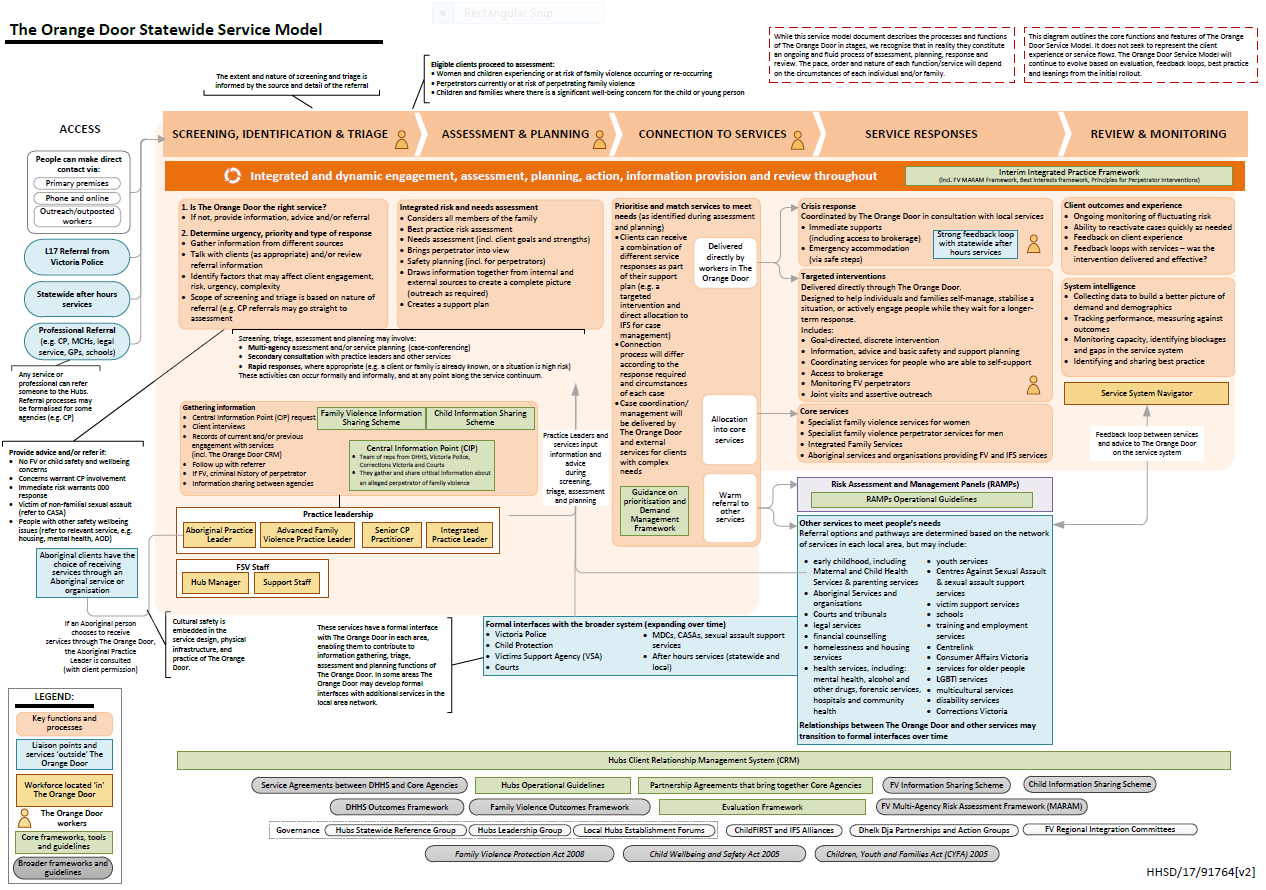 Rectangular Snip
The Orange Door Statewide Service Model
While this service model document describes the processes and functions
of The Orange Door in stages, we recognise that in reality they constitute
an ongoing and fluid process of assessment, planning, response and
review. The pace, order and nature of each function/service will depend
on the circumstances of each individual and/or family.
This diagram outlines the core functions and features of The Orange
Door Service Model. It does not seek to represent the client
experience or service flows. The Orange Door Service Model will
continue to evolve based on evaluation, feedback loops, best practice
and leanings from the initial rollout.
The extent and nature of screening and triage is
informed by the source and detail of the referral
Eligible clients proceed to assessment:
• Women and children experiencing or at risk of family violence occurring or re-occurring
• Perpetrators currently or at risk of perpetrating family violence
• Children and families where there is a significant well-being concern for the child or young person
ACCESS
People can make direct
contact via:
Primary premises
Phone and online
Outreach/outposted
workers
L17 Referral from
Victoria Police
Statewide after hours
services
Professional Referral
(e.g. CP, MCHs, legal
service, GPs, schools)
Any service or
professional can refer
someone to the Hubs.
Referral processes may
be formalised for some
agencies (e.g. CP)
Provide advice and/or refer if:
• No FV or child safety and wellbeing
concerns
• Concerns warrant CP involvement
• Immediate risk warrants 000
response
• Victim of non-familial sexual assault
(refer to CASA)
• People with other safety wellbeing
issues (refer to relevant service, e.g.
housing, mental health, AOD)
Aboriginal clients have the
choice of receiving
services through an
Aboriginal service or
organisation
If an Aboriginal person
chooses to receive
services through The Orange Door,
the Aboriginal Practice
Leader is consulted
(with client permission)
SCREENING, IDENTIFICATION & TRIAGE
ASSESSMENT & PLANNING
CONNECTION TO SERVICES
SERVICE RESPONSES
REVIEW & MONITORING
Integrated and dynamic engagement, assessment, planning, action, information provision and review throughout
Interim Integrated Practice Framework
(incl. FV MARAM Framework, Best Interests framework, Principles for Perpetrator Interventions)
1. Is The Orange Door the right service?
• If not, provide information, advice and/or referral
2. Determine urgency, priority and type of response
• Gather information from different sources
• Talk with clients (as appropriate) and/or review
referral information
• Identify factors that may affect client engagement,
risk, urgency, complexity
• Scope of screening and triage is based on nature of
referral (e.g. CP referrals may go straight to
assessment
Integrated risk and needs assessment
• Considers all members of the family
• Best practice risk assessment
• Needs assessment (incl. client goals and strengths)
• Brings perpetrator into view
• Safety planning (incl. for perpetrators)
• Draws information together from internal and
external sources to create a complete picture
(outreach as required)
• Creates a support plan
Screening, triage, assessment and planning may involve:
• Multi-agency assessment and/or service planning (case-conferencing)
• Secondary consultation with practice leaders and other services
• Rapid responses, where appropriate (e.g. a client or family is already known, or a situation is high risk)
These activities can occur formally and informally, and at any point along the service continuum.
Gathering information
• Central Information Point (CIP) request
• Client interviews
• Records of current and/or previous
engagement with services
(incl. The Orange Door CRM)
• Follow up with referrer
• If FV, criminal history of perpetrator
• Information sharing between agencies
Family Violence Information
Sharing Scheme
Child Information Sharing
Scheme
Central Information Point (CIP)
• Team of reps from DHHS, Victoria Police,
Corrections Victoria and Courts
• They gather and share critical information about
an alleged perpetrator of family violence
Practice Leaders and
services input
information and
advice
during
screening,
triage, assessment
and planning
Practice leadership
Aboriginal Practice
Leader
Advanced Family
Violence Practice Leader
Senior CP
Practitioner
Integrated
Practice Leader
FSV Staff
Hub Manager
Support Staff
Cultural safety is
embedded in the
service design, physical
infrastructure, and
practice of The Orange
Door.
These services have a formal interface
with The Orange Door in each area,
enabling them to contribute to
information gathering, triage,
assessment and planning functions of
The Orange Door. In some areas The
Orange Door may develop formal
interfaces with additional services in the
local area network.
Formal interfaces with the broader system (expanding over time)
• Victoria Police
• Child Protection
• Victims Support Agency (VSA)
• Courts
• MDCs, CASAs, sexual assault support
services
• After hours services (statewide and
local)
Prioritise and match services to meet
needs (as identified during assessment
and planning)
• Clients can receive
a combination of
different service
responses as part
of their support
plan (e.g. a
targeted
intervention and
direct allocation to
IFS for case
management)
• Connection
process will differ
according to the
response required
and circumstances
of each case
• Case coordination/
management will
be delivered by
The Orange Door
and external
services for clients
with complex
needs
Guidance on
prioritisation and
Demand
Management
Framework
Delivered
directly by
workers in The
Orange Door
Allocation
into core
services
Warm
referral to
other
services
Crisis response
Coordinated by The Orange Door in consultation with local services
• Immediate supports
(including access to brokerage)
• Emergency accommodation
(via safe steps)
Strong feedback loop
with statewide after
hours services
Targeted interventions
Delivered directly through The Orange Door.
Designed to help individuals and families self-manage, stabilise a
situation, or actively engage people while they wait for a longer-
term response.
Includes:
• Goal-directed, discrete intervention
• Information, advice and basic safety and support planning
• Coordinating services for people who are able to self-support
• Access to brokerage
• Monitoring FV perpetrators
• Joint visits and assertive outreach
Core services
• Specialist family violence services for women
• Specialist family violence perpetrator services for men
• Integrated Family Services
• Aboriginal services and organisations providing FV and IFS services
Risk Assessment and Management Panels (RAMPs)
RAMPs Operational Guidelines
Other services to meet people's needs
Referral options and pathways are determined based on the network
of services in each local area, but may include:
• early childhood, including
Maternal and Child Health
Services & parenting services
• Aboriginal Services and
organisations
• Courts and tribunals
• legal services
• financial counselling
• homelessness and housing
services
• health services, including:
mental health, alcohol and
other drugs, forensic services,
hospitals and community
health
• youth services
• Centres Against Sexual Assault
& sexual assault support
services
• victim support services
• schools
• training and employment
services
• Centrelink
• Consumer Affairs Victoria
• services for older people
• LGBTI services
• multicultural services
• disability services
• Corrections Victoria
Relationships between The Orange Door and other services may
transition to formal interfaces over time
Client outcomes and experience
• Ongoing monitoring of fluctuating risk
• Ability to reactivate cases quickly as needed
• Feedback on client experience
• Feedback loops with services – was the
intervention delivered and effective?
System intelligence
• Collecting data to build a better picture of
demand and demographics
• Tracking performance, measuring against
outcomes
• Monitoring capacity, identifying blockages
and gaps in the service system
• Identifying and sharing best practice
Service System Navigator
Feedback loop between services
and advice to The Orange Door
on the service system
LEGEND:
Key functions and
processes
Liaison points and
services 'outside' The
Orange Door
Workforce located 'in'
The Orange Door
The Orange Door
workers
Core frameworks, tools
and guidelines
Broader frameworks and
guidelines
Hubs Client Relationship Management System (CRM)
Service Agreements between DHHS and Core Agencies
Hubs Operational Guidelines
Partnership Agreements that bring together Core Agencies
FV Information Sharing Scheme
Child Information Sharing Scheme
DHHS Outcomes Framework
Family Violence Outcomes Framework
Evaluation Framework
FV Multi-Agency Risk Assessment Framework (MARAM)
Governance
Hubs Statewide Reference Group
Hubs Leadership Group
Local Hubs Establishment Forums
ChildFIRST and IFS Alliances
Dhelk Dja Partnerships and Action Groups
FV Regional Integration Committees
Family Violence Protection Act 2008
Child Wellbeing and Safety Act 2005
Children, Youth and Families Act (CYFA) 2005
HHSD/17/91764[v2]